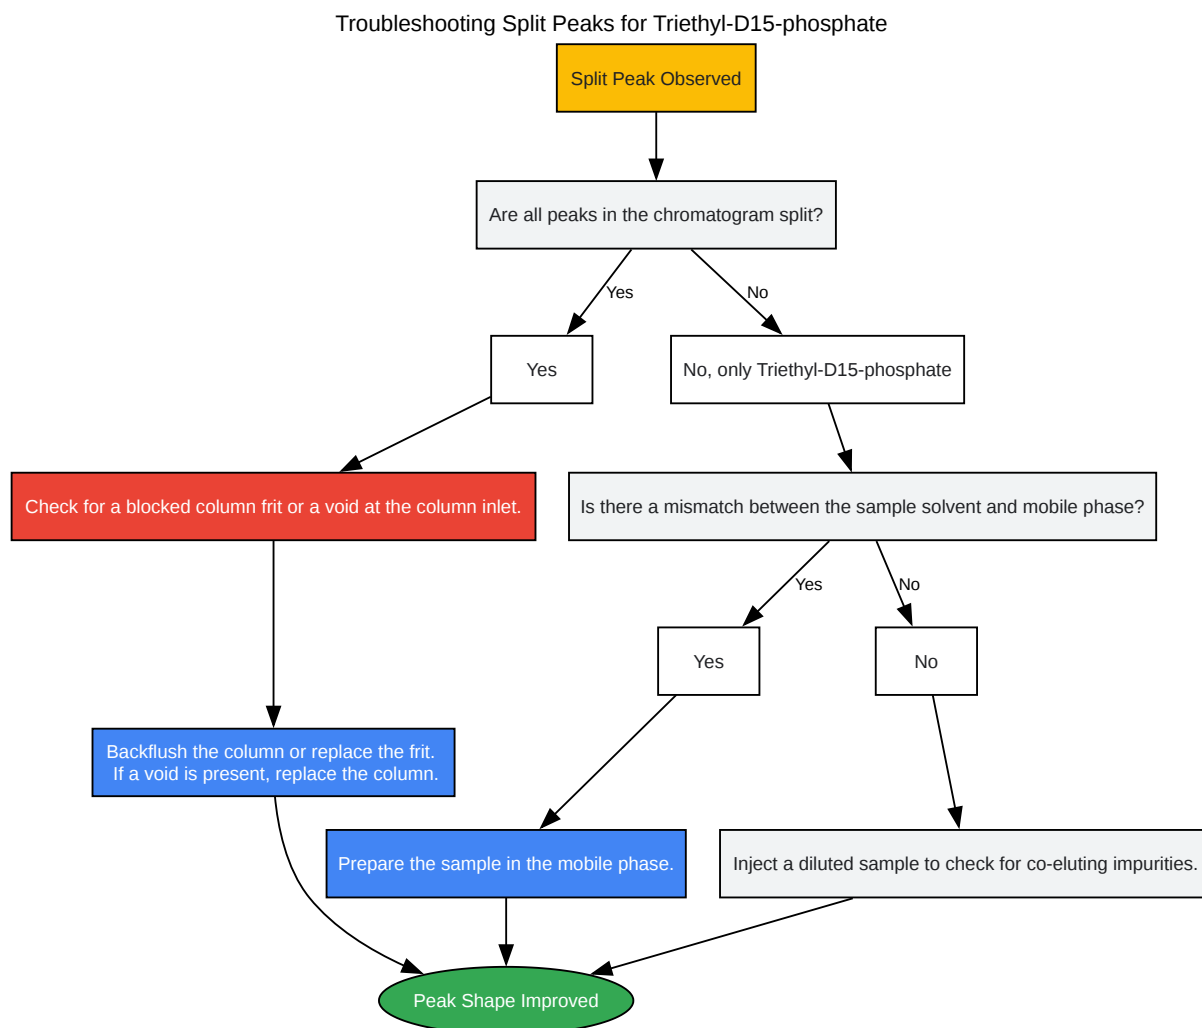 Troubleshooting Split Peaks for Triethyl-D15-phosphate
Split Peak Observed
Are all peaks in the chromatogram split?
Yes
No
Yes
No, only Triethyl-D15-phosphate
Check for a blocked column frit or a void at the column inlet.
Is there a mismatch between the sample solvent and mobile phase?
Yes
No
Yes
No
Backflush the column or replace the frit.
If a void is present, replace the column.
Prepare the sample in the mobile phase.
Inject a diluted sample to check for co-eluting impurities.
Peak Shape Improved